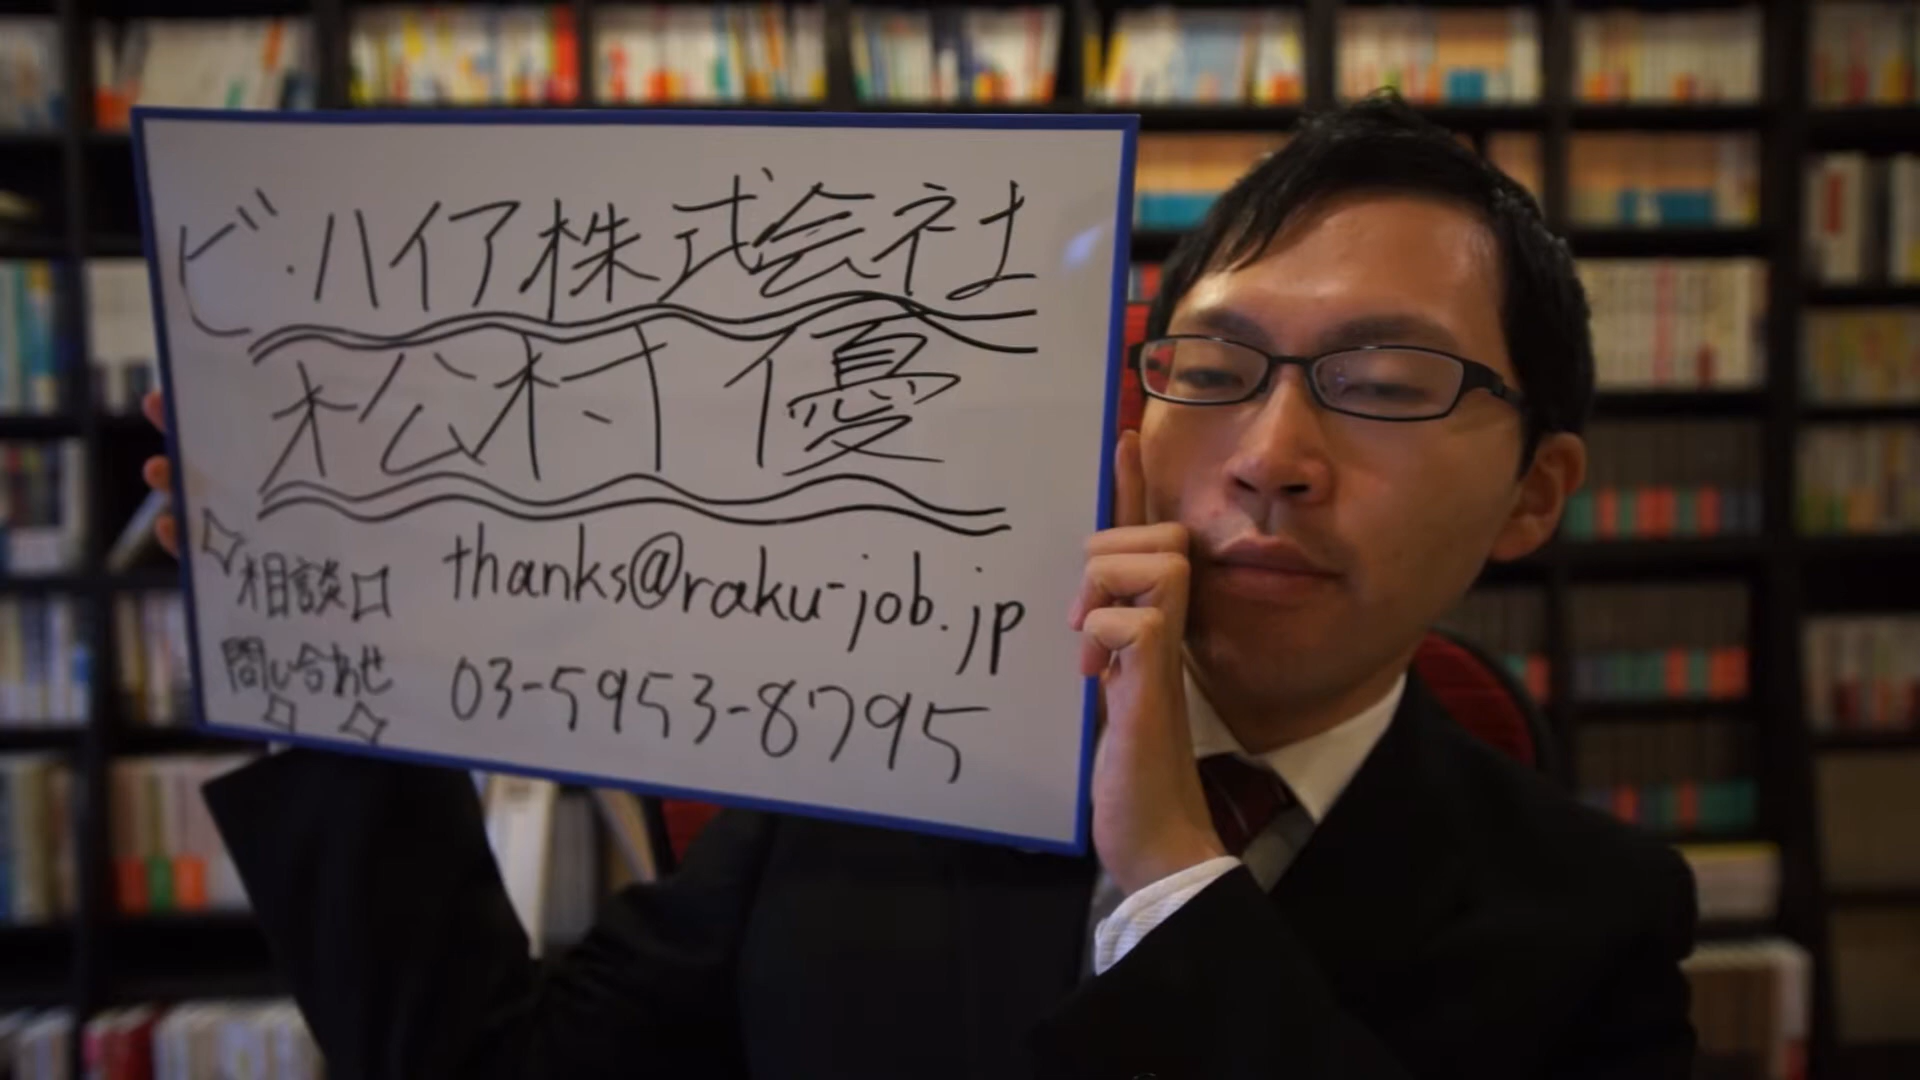 ビ・ハイア株式会社
松村 優
相談口 thanks@raku-job.jp
問い合わせ 03-5953-8795